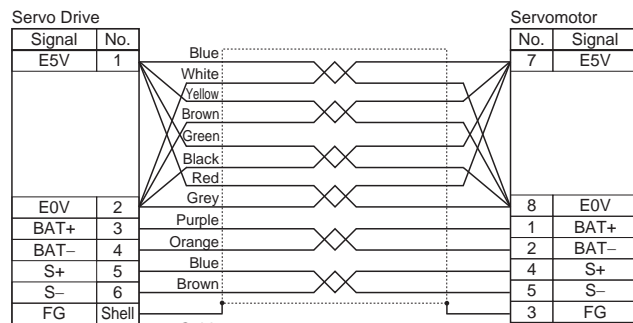 Servo Drive Servomotor
Signal No. No. Signal
E5V 1 Blue 7 E5V
White
Yellow
Brown
Green
Black
Red
E0V 2 Grey 8 E0V
BAT+ 3 Purple 1 BAT+
BAT− 4 Orange 2 BAT−
S+ 5 Blue 4 S+
S− 6 Brown 5 S−
FG Shell 3 FG